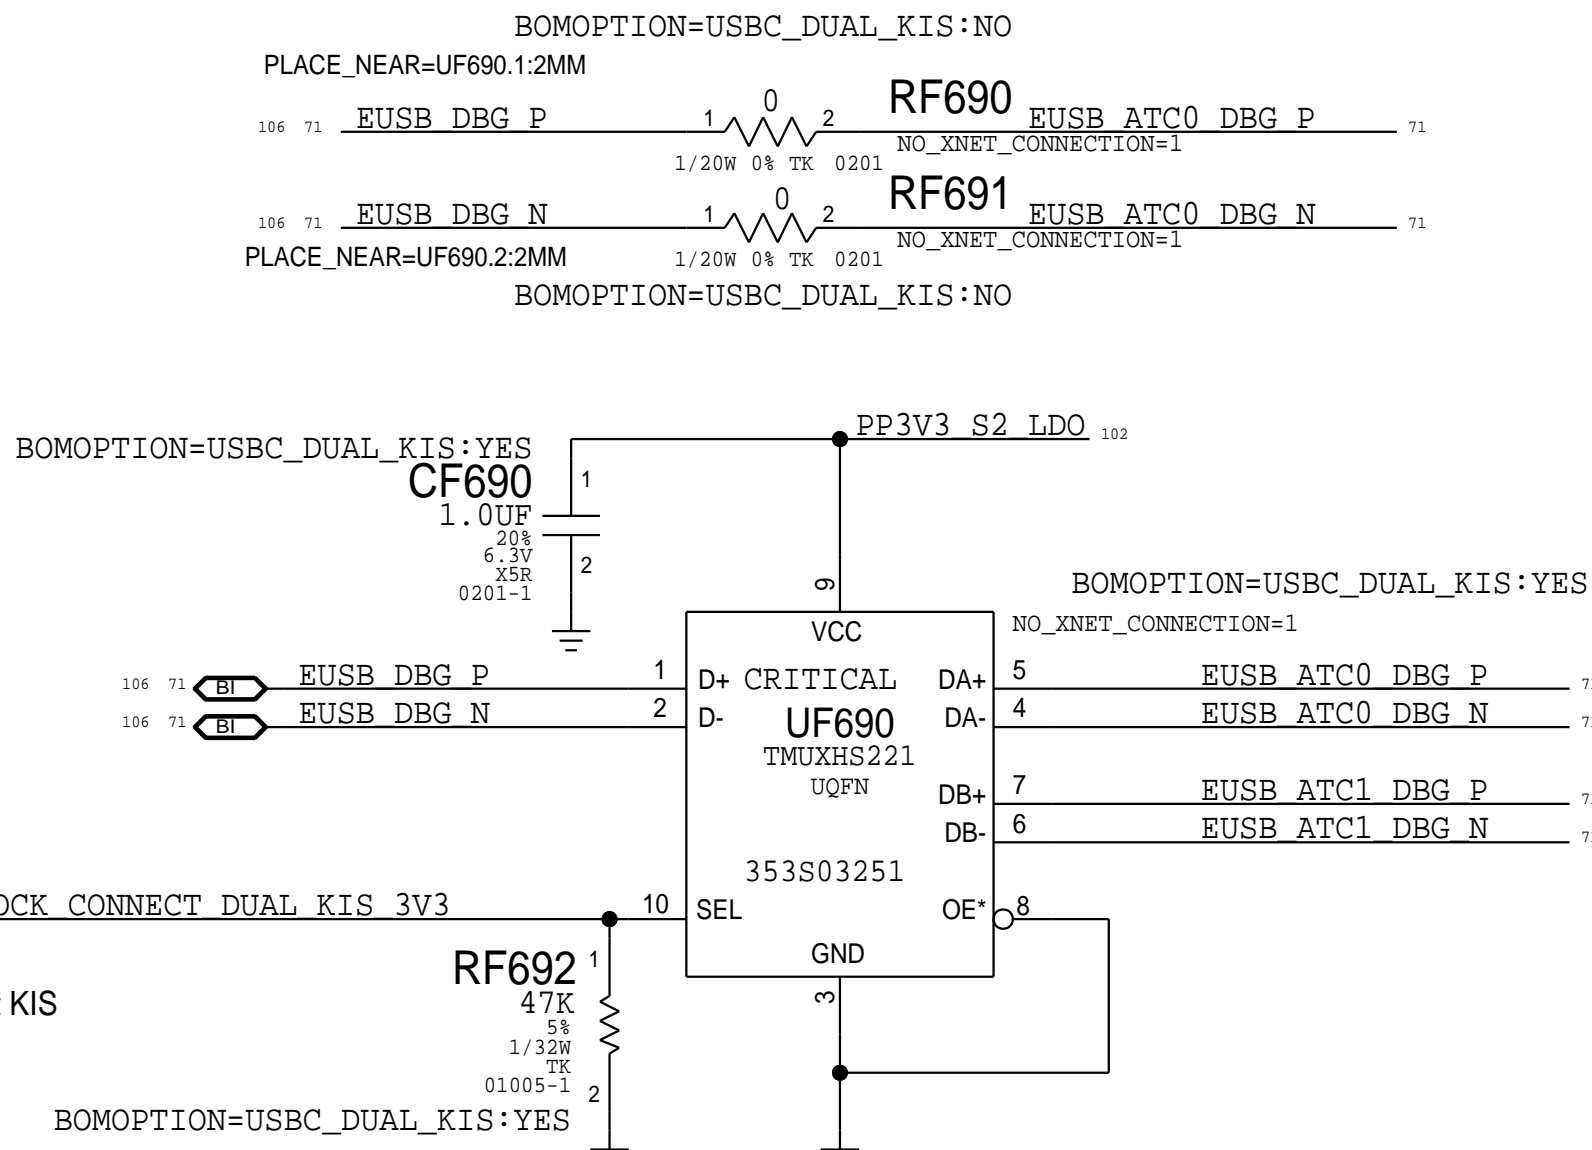 BOMOPTION=USBC_DUAL_KIS:NO
PLACE_NEAR=UF690.1:2MM
106 71 EUSB_DBG_P 1 0 2 RF690 EUSB_ATC0_DBG_P 71
NO_XNET_CONNECTION=1
1/20W 0% TK 0201
106 71 EUSB_DBG_N 1 0 2 RF691 EUSB_ATC0_DBG_N 71
NO_XNET_CONNECTION=1
PLACE_NEAR=UF690.2:2MM 1/20W 0% TK 0201
BOMOPTION=USBC_DUAL_KIS:NO
PP3V3_S2_LDO 102
BOMOPTION=USBC_DUAL_KIS:YES
CF690 1
1.0UF
20%
6.3V 2
X5R
0201-1
9
BOMOPTION=USBC_DUAL_KIS:YES
VCC NO_XNET_CONNECTION=1
106 71 BI EUSB_DBG_P 1 D+ CRITICAL DA+ 5 EUSB_ATC0_DBG_P
106 71 BI EUSB_DBG_N 2 D- UF690 DA- 4 EUSB_ATC0_DBG_N
TMUXHS221
UQFN
DB+ 7 EUSB_ATC1_DBG_P
DB- 6 EUSB_ATC1_DBG_N
353S03251
OCK_CONNECT_DUAL_KIS_3V3 10 SEL OE* 8
GND
RF692 1
47K 3
KIS
5%
1/32W
TK
01005-1 2
BOMOPTION=USBC_DUAL_KIS:YES